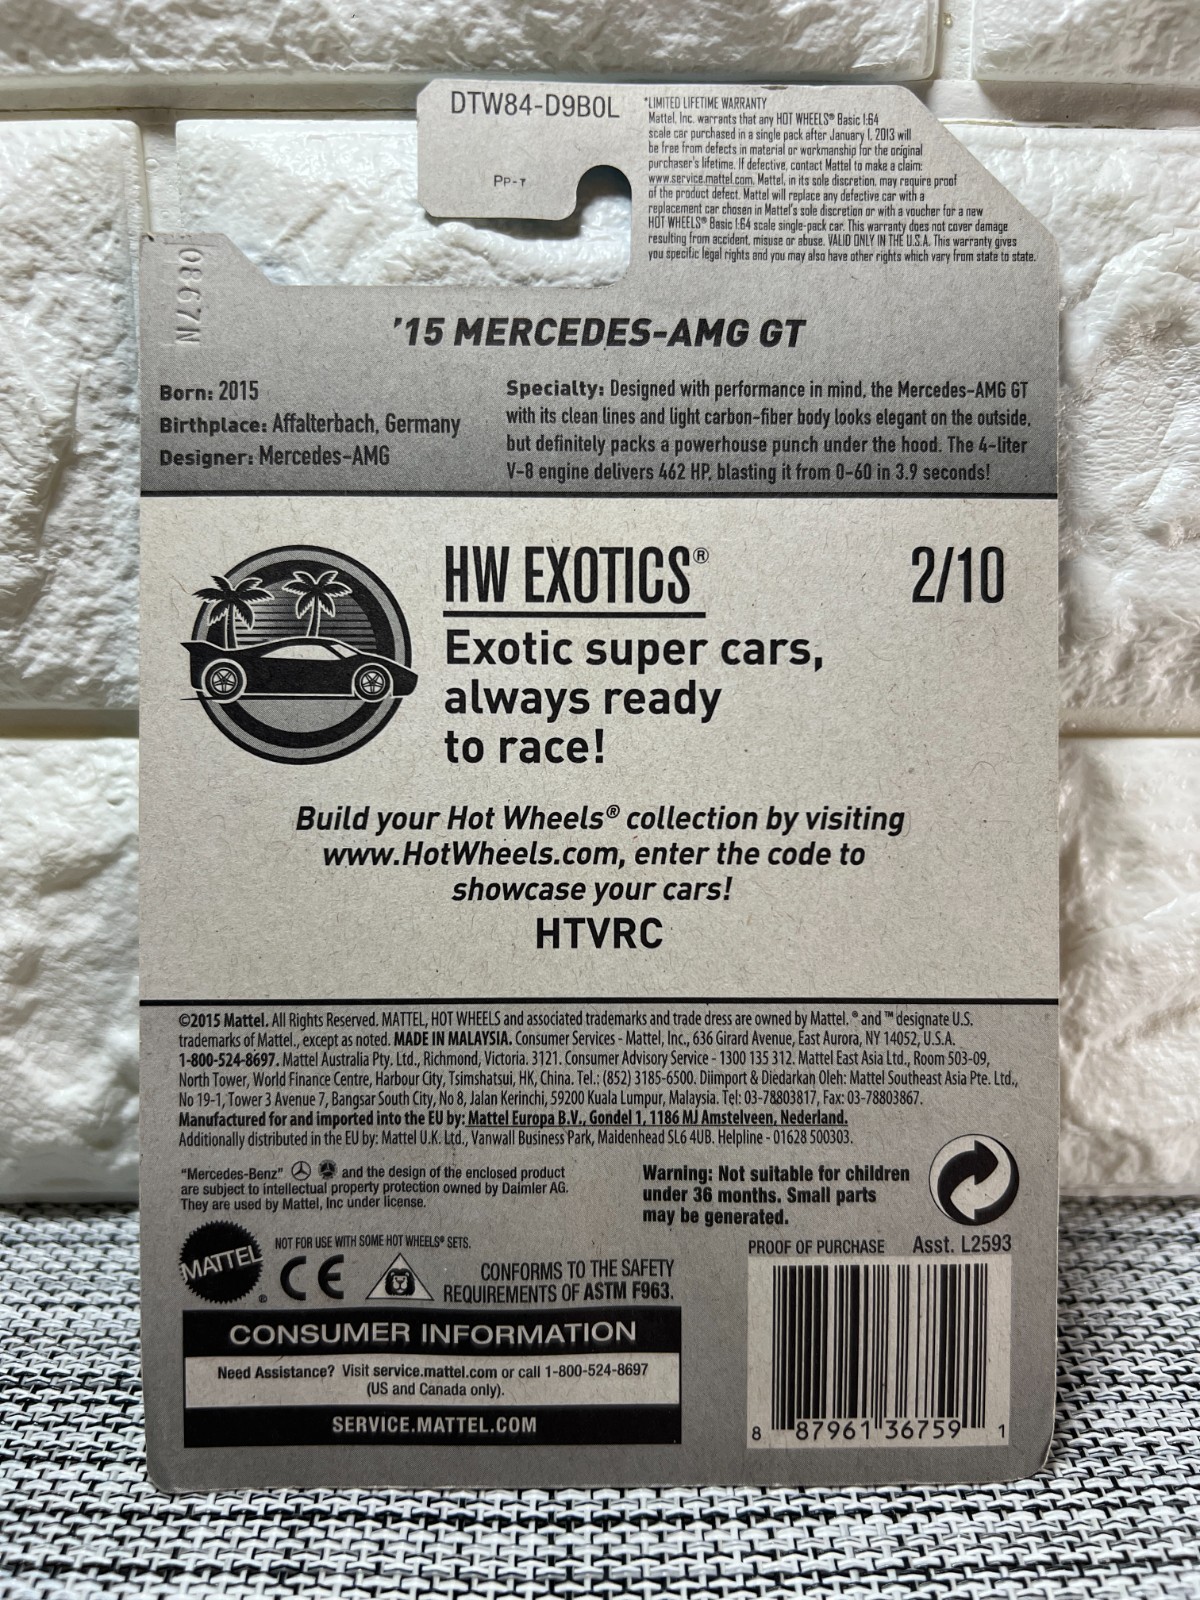 DTW84-D9B0L
PP-T
*LIMITED LIFETIME WARRANTY
Mattel, Inc. warrants that any HOT WHEELS® Basic 1:64
scale car purchased in a single pack after January 1, 2013 will
be free from defects in material or workmanship for the original
purchaser's lifetime. If defective, contact Mattel to make a claim:
www.service.mattel.com. Mattel, in its sole discretion, may require proof
of the product defect. Mattel will replace any defective car with a
replacement car chosen in Mattel's sole discretion or with a voucher for a new
HOT WHEELS® Basic 1:64 scale single-pack car. This warranty does not cover damage
resulting from accident, misuse or abuse. VALID ONLY IN THE U.S.A. This warranty gives
you specific legal rights and you may also have other rights which vary from state to state.
'15 MERCEDES-AMG GT
Born: 2015
Birthplace: Affalterbach, Germany
Designer: Mercedes-AMG
Specialty: Designed with performance in mind, the Mercedes-AMG GT
with its clean lines and light carbon-fiber body looks elegant on the outside,
but definitely packs a powerhouse punch under the hood. The 4-liter
V-8 engine delivers 462 HP, blasting it from 0-60 in 3.9 seconds!
HW EXOTICS®
2/10
Exotic super cars,
always ready
to race!
Build your Hot Wheels® collection by visiting
www.HotWheels.com, enter the code to
showcase your cars!
HTVRC
©2015 Mattel. All Rights Reserved. MATTEL, HOT WHEELS and associated trademarks and trade dress are owned by Mattel. ® and ™ designate U.S.
trademarks of Mattel., except as noted. MADE IN MALAYSIA. Consumer Services - Mattel, Inc., 636 Girard Avenue, East Aurora, NY 14052, U.S.A.
1-800-524-8697. Mattel Australia Pty. Ltd., Richmond, Victoria. 3121. Consumer Advisory Service - 1300 135 312. Mattel East Asia Ltd., Room 503-09,
North Tower, World Finance Centre, Harbour City, Tsimshatsui, HK, China. Tel.: (852) 3185-6500. Diimport & Diedarkan Oleh: Mattel Southeast Asia Pte. Ltd.,
No 19-1, Tower 3 Avenue 7, Bangsar South City, No 8, Jalan Kerinchi, 59200 Kuala Lumpur, Malaysia. Tel: 03-78803817, Fax: 03-78803867.
Manufactured for and imported into the EU by: Mattel Europa B.V., Gondel 1, 1186 MJ Amstelveen, Nederland.
Additionally distributed in the EU by: Mattel U.K. Ltd., Vanwall Business Park, Maidenhead SL6 4UB. Helpline - 01628 500303.
"Mercedes-Benz" and the design of the enclosed product
are subject to intellectual property protection owned by Daimler AG.
They are used by Mattel, Inc under license.
Warning: Not suitable for children
under 36 months. Small parts
may be generated.
MATTEL®
NOT FOR USE WITH SOME HOT WHEELS® SETS.
CE
CONFORMS TO THE SAFETY
REQUIREMENTS OF ASTM F963.
PROOF OF PURCHASE Asst. L2593
CONSUMER INFORMATION
Need Assistance? Visit service.mattel.com or call 1-800-524-8697
(US and Canada only).
SERVICE.MATTEL.COM
8 87961 36759 1